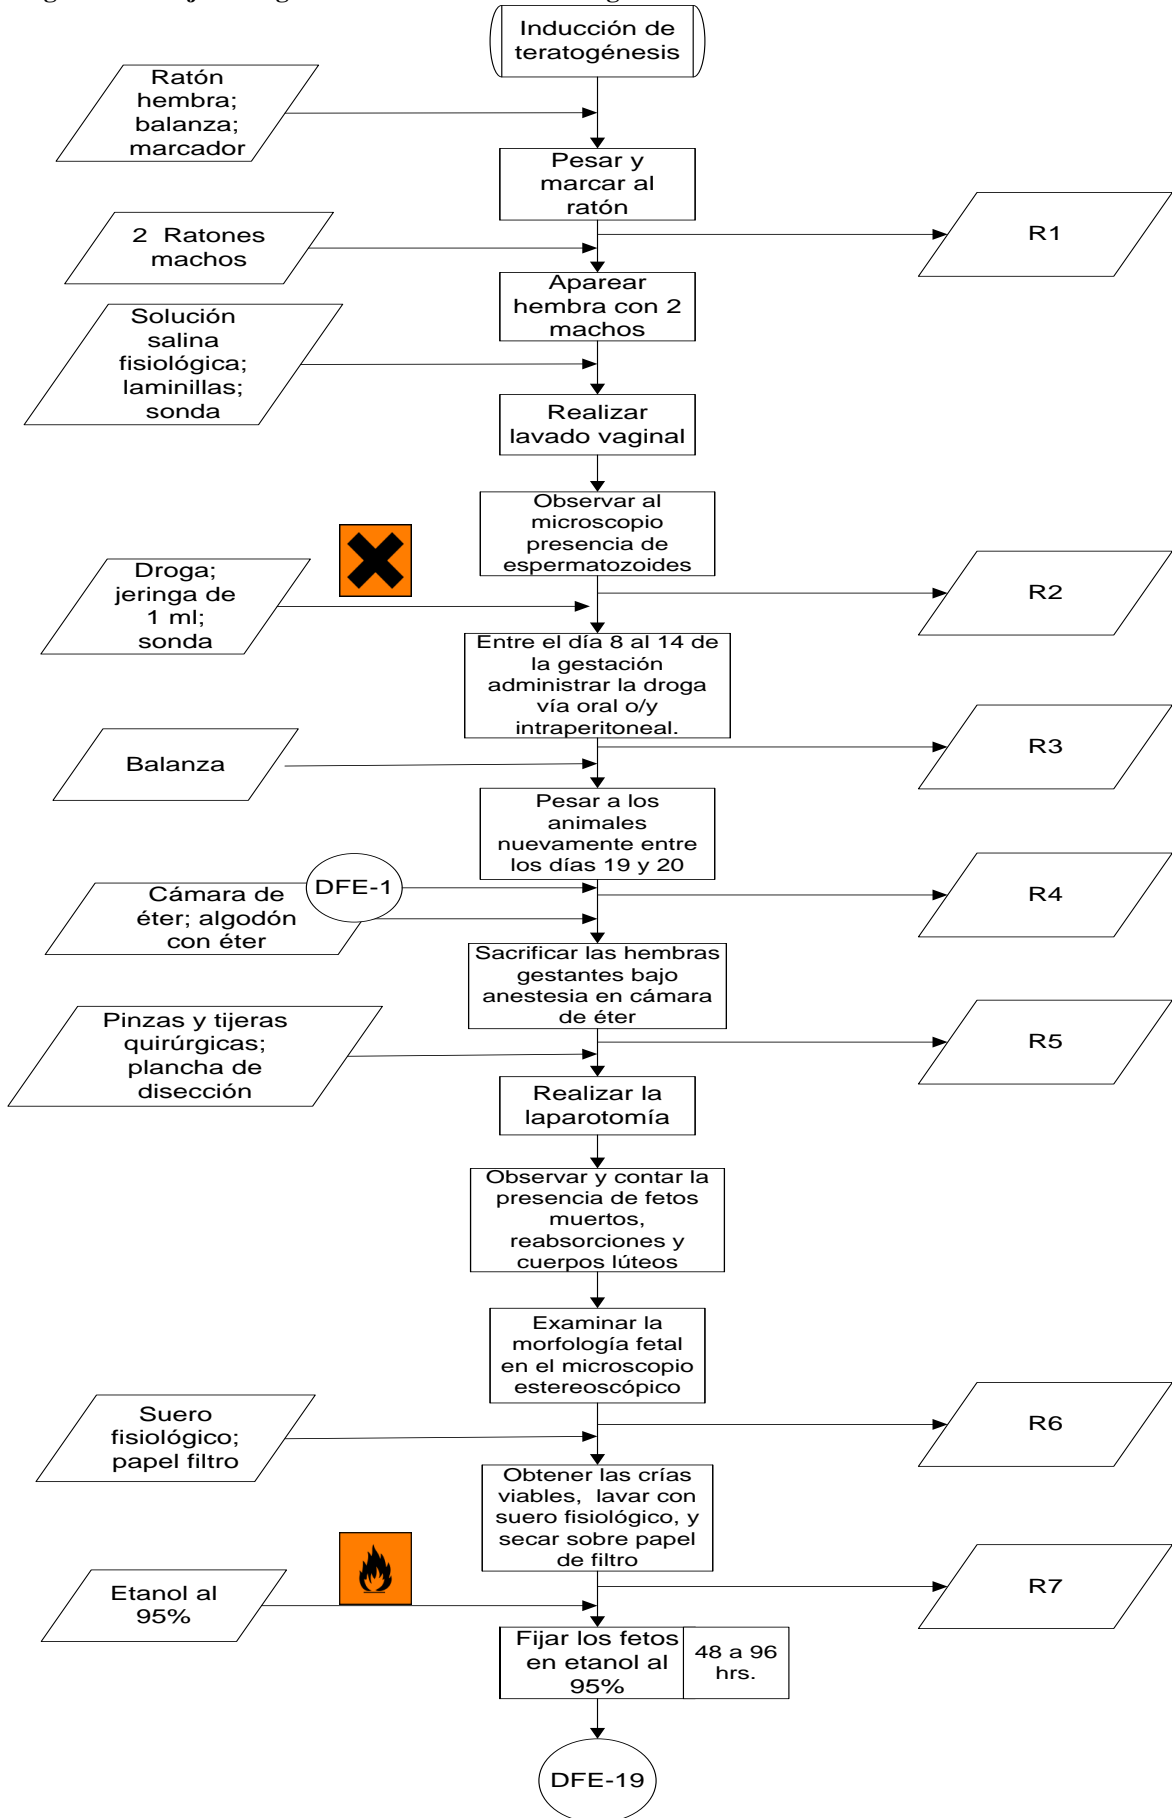 Inducción de
teratogénesis
Ratón
hembra;
balanza;
marcador
Pesar y
marcar al
ratón
R1
2 Ratones
machos
Aparear
hembra con 2
machos
Solución
salina
fisiológica;
laminillas;
sonda
Realizar
lavado vaginal
Observar al
microscopio
presencia de
espermatozoides
R2
Droga;
jeringa de
1 ml;
sonda
Entre el día 8 al 14 de
la gestación
administrar la droga
vía oral o/y
intraperitoneal.
R3
Balanza
Pesar a los
animales
nuevamente entre
los días 19 y 20
DFE-1
R4
Cámara de
éter; algodón
con éter
Sacrificar las hembras
gestantes bajo
anestesia en cámara
de éter
R5
Pinzas y tijeras
quirúrgicas;
plancha de
disección
Realizar la
laparotomía
Observar y contar la
presencia de fetos
muertos,
reabsorciones y
cuerpos lúteos
Examinar la
morfología fetal
en el microscopio
estereoscópico
R6
Suero
fisiológico;
papel filtro
Obtener las crías
viables, lavar con
suero fisiológico, y
secar sobre papel
de filtro
R7
Etanol al
95%
Fijar los fetos
en etanol al
95%
48 a 96
hrs.
DFE-19